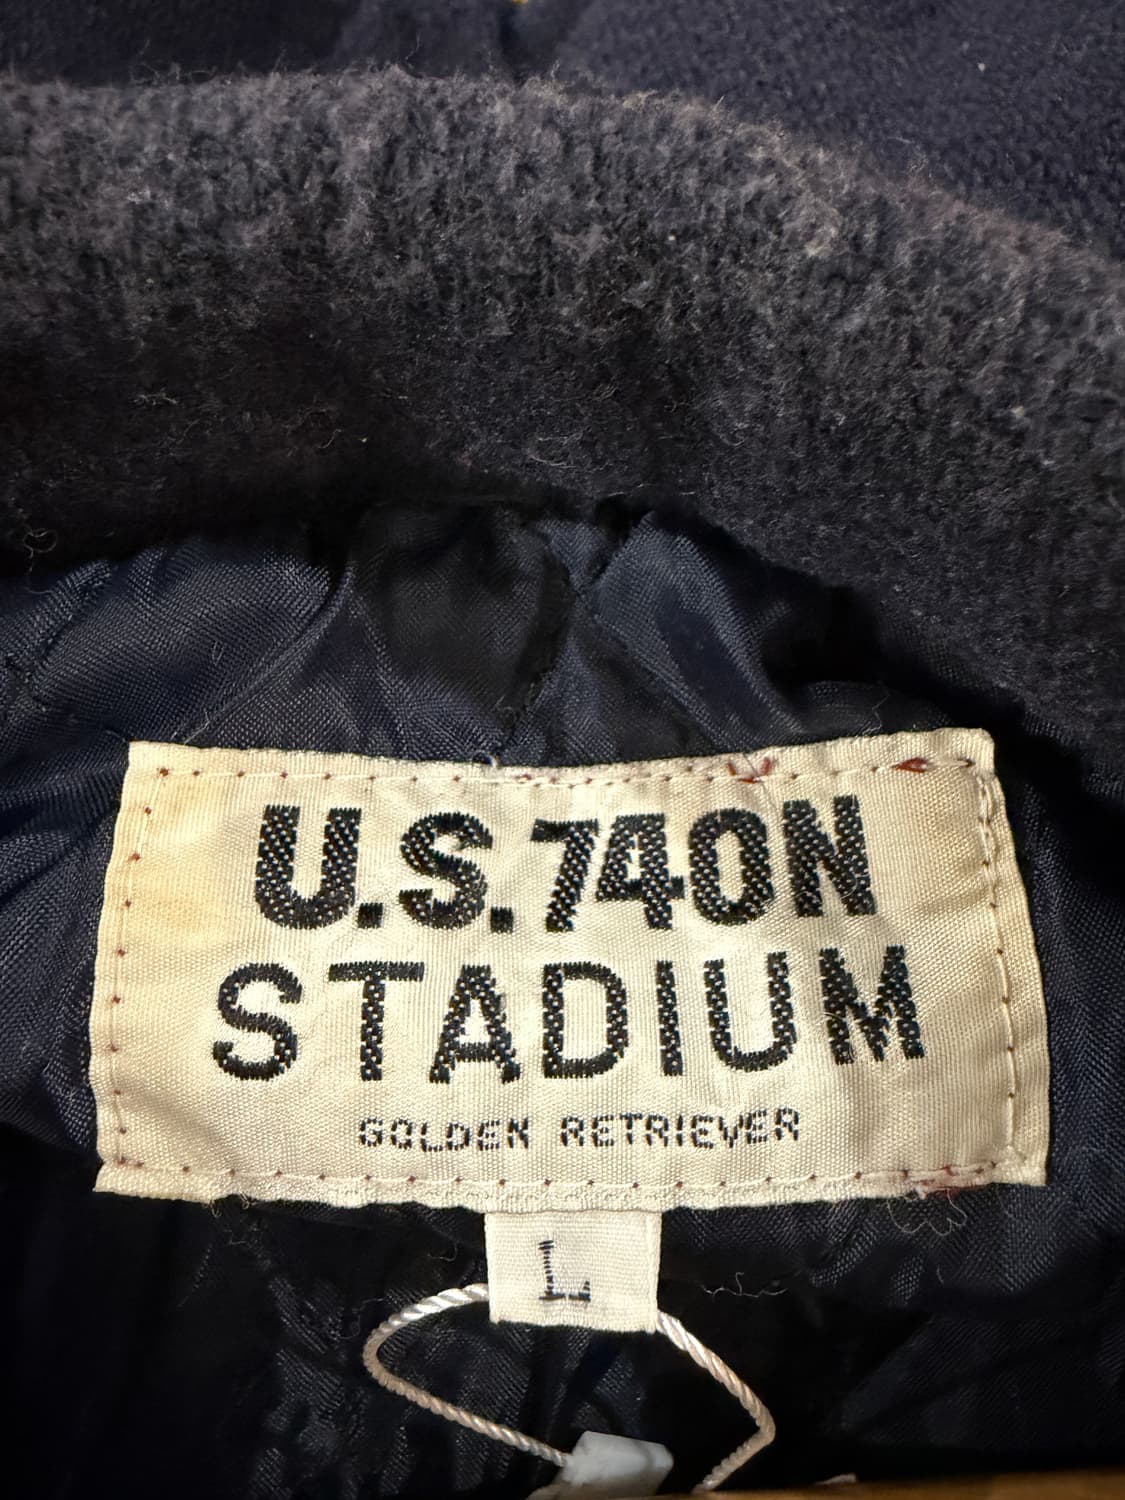 U.S.740N
STADIUM
GOLDEN RETRIEVER
L